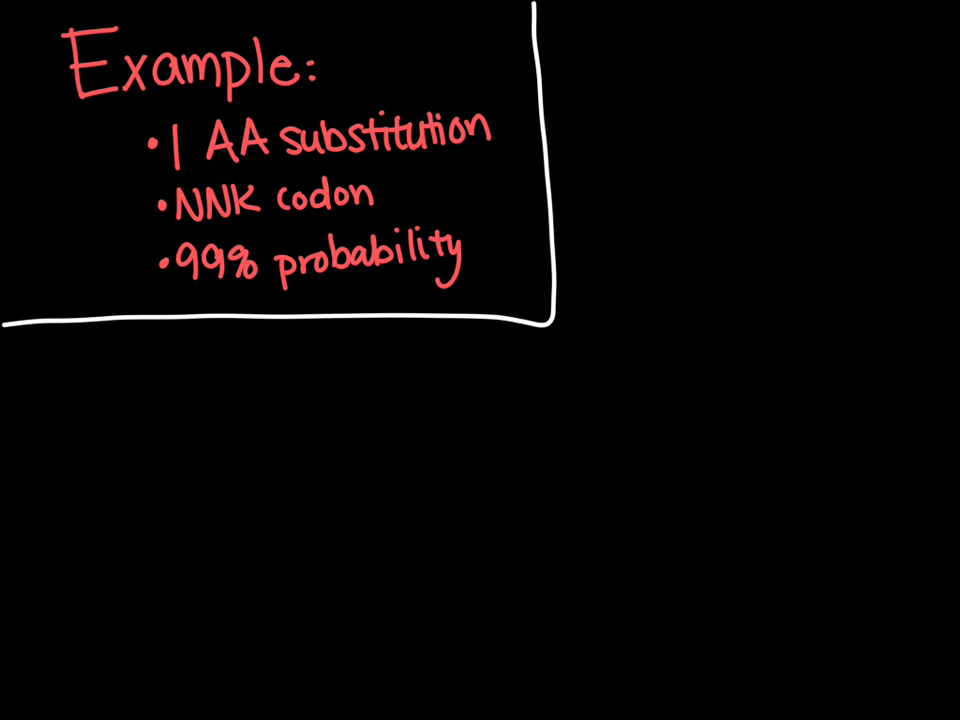 Example:
• 1 AA substitution
• NNK codon
• 99% probability